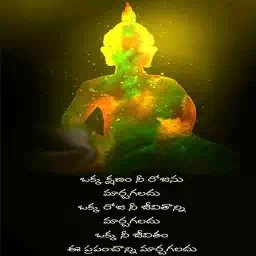 ఒక్క క్షణం నీ రోజును
మార్చగలదు
ఒక్క రోజు నీ జీవితాన్ని
మార్చగలదు
ఒక్క నీ జీవితం
ఈ ప్రపంచాన్ని మార్చగలదు